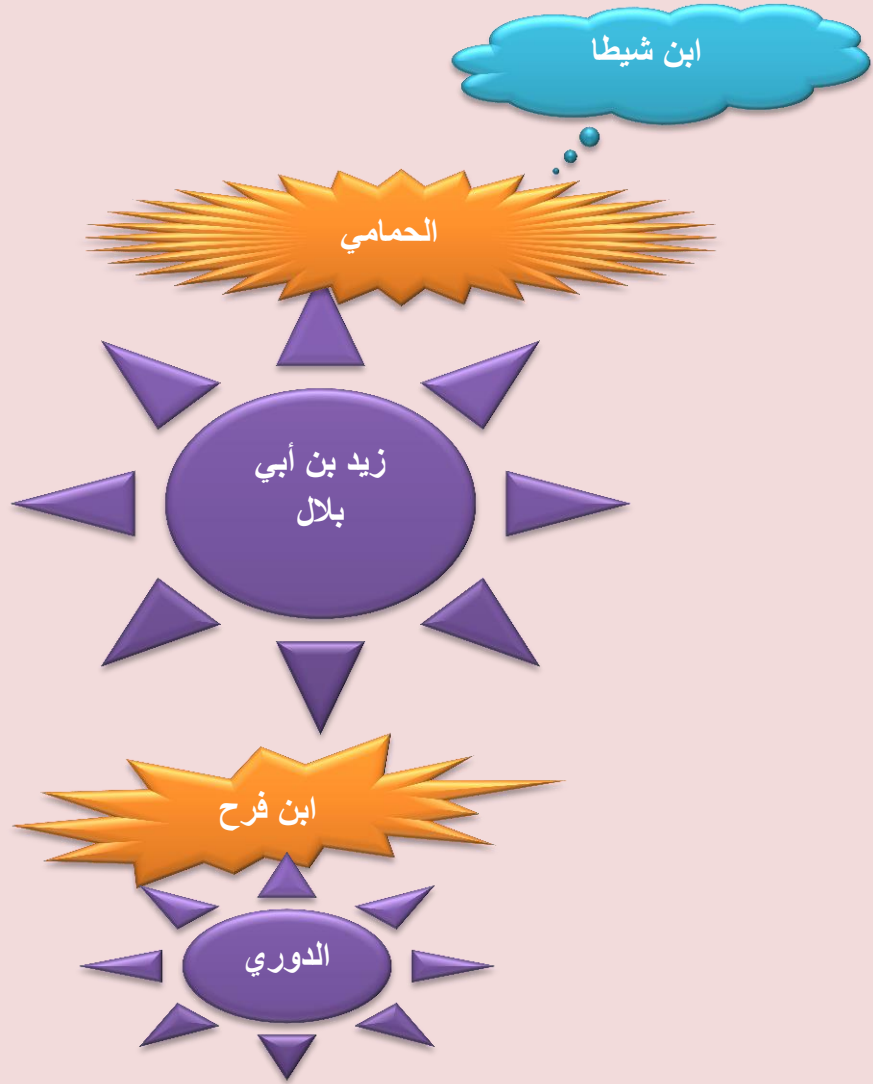 ابن شيطا
الحمامي
زيد بن أبي
بلال
ابن فرح
الدوري